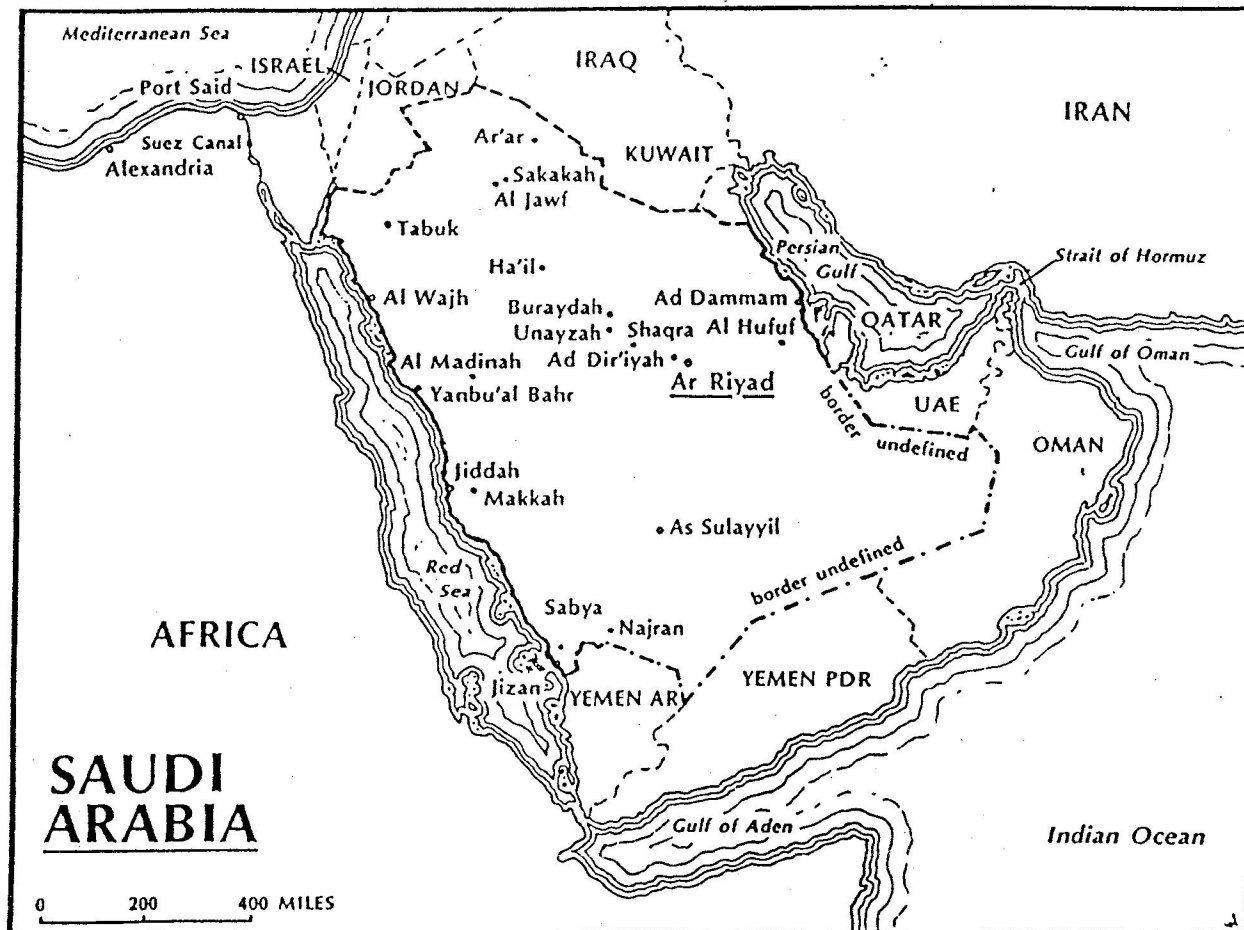 Mediterranean Sea
ISRAEL
IRAQ
Port Said
JORDAN
IRAN
Suez Canal
Alexandria
Ar'ar
KUWAIT
Sakakah
Al Jawf
Tabuk
Persian
Gulf
Strait of Hormuz
Ha'il
Al Wajh
Ad Dammam
Buraydah
QATAR
Unayzah
Shaqra
Al Hufuf
Gulf of Oman
Al Madinah
Ad Dir'iyah
Yanbu'al Bahr
Ar Riyad
UAE
border
undefined
OMAN
Jiddah
Makkah
As Sulayyil
border undefined
Red
Sea
Sabya
Najran
AFRICA
Jizan
YEMEN AR
YEMEN PDR
SAUDI
ARABIA
Gulf of Aden
Indian Ocean
0 200 400 MILES